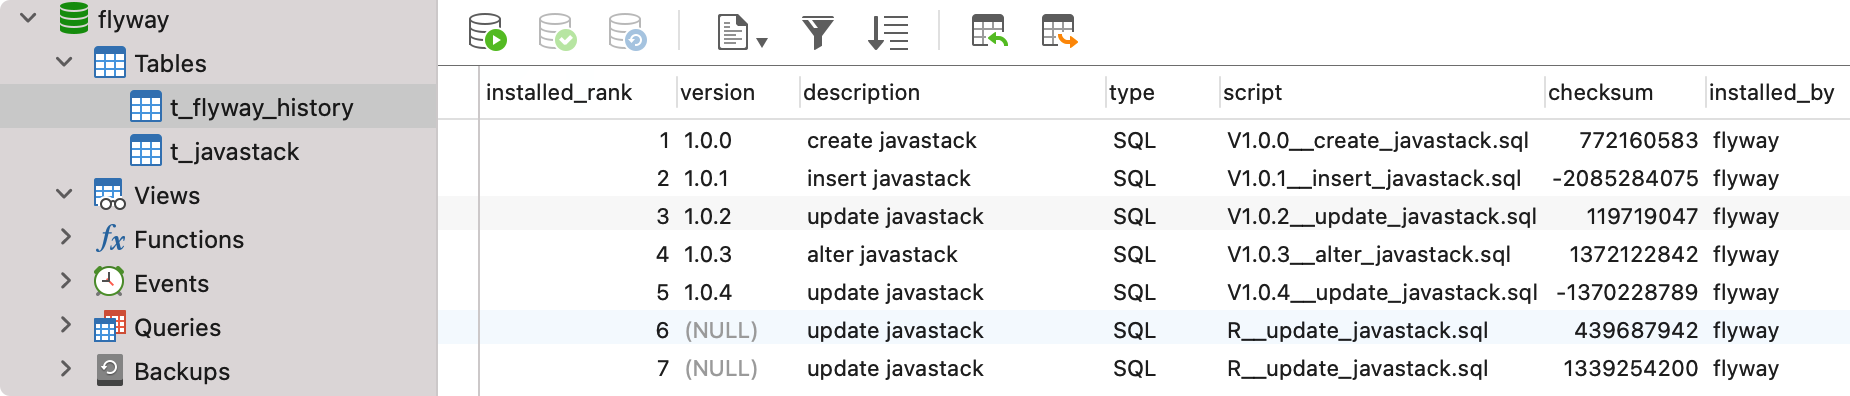 flyway
Tables
t_flyway_history
t_javastack
Views
fx Functions
Events
Queries
Backups
installed_rank version description type script checksum installed_by
1 1.0.0 create javastack SQL V1.0.0__create_javastack.sql 772160583 flyway
2 1.0.1 insert javastack SQL V1.0.1__insert_javastack.sql -2085284075 flyway
3 1.0.2 update javastack SQL V1.0.2__update_javastack.sql 119719047 flyway
4 1.0.3 alter javastack SQL V1.0.3__alter_javastack.sql 1372122842 flyway
5 1.0.4 update javastack SQL V1.0.4__update_javastack.sql -1370228789 flyway
6 (NULL) update javastack SQL R__update_javastack.sql 439687942 flyway
7 (NULL) update javastack SQL R__update_javastack.sql 1339254200 flyway